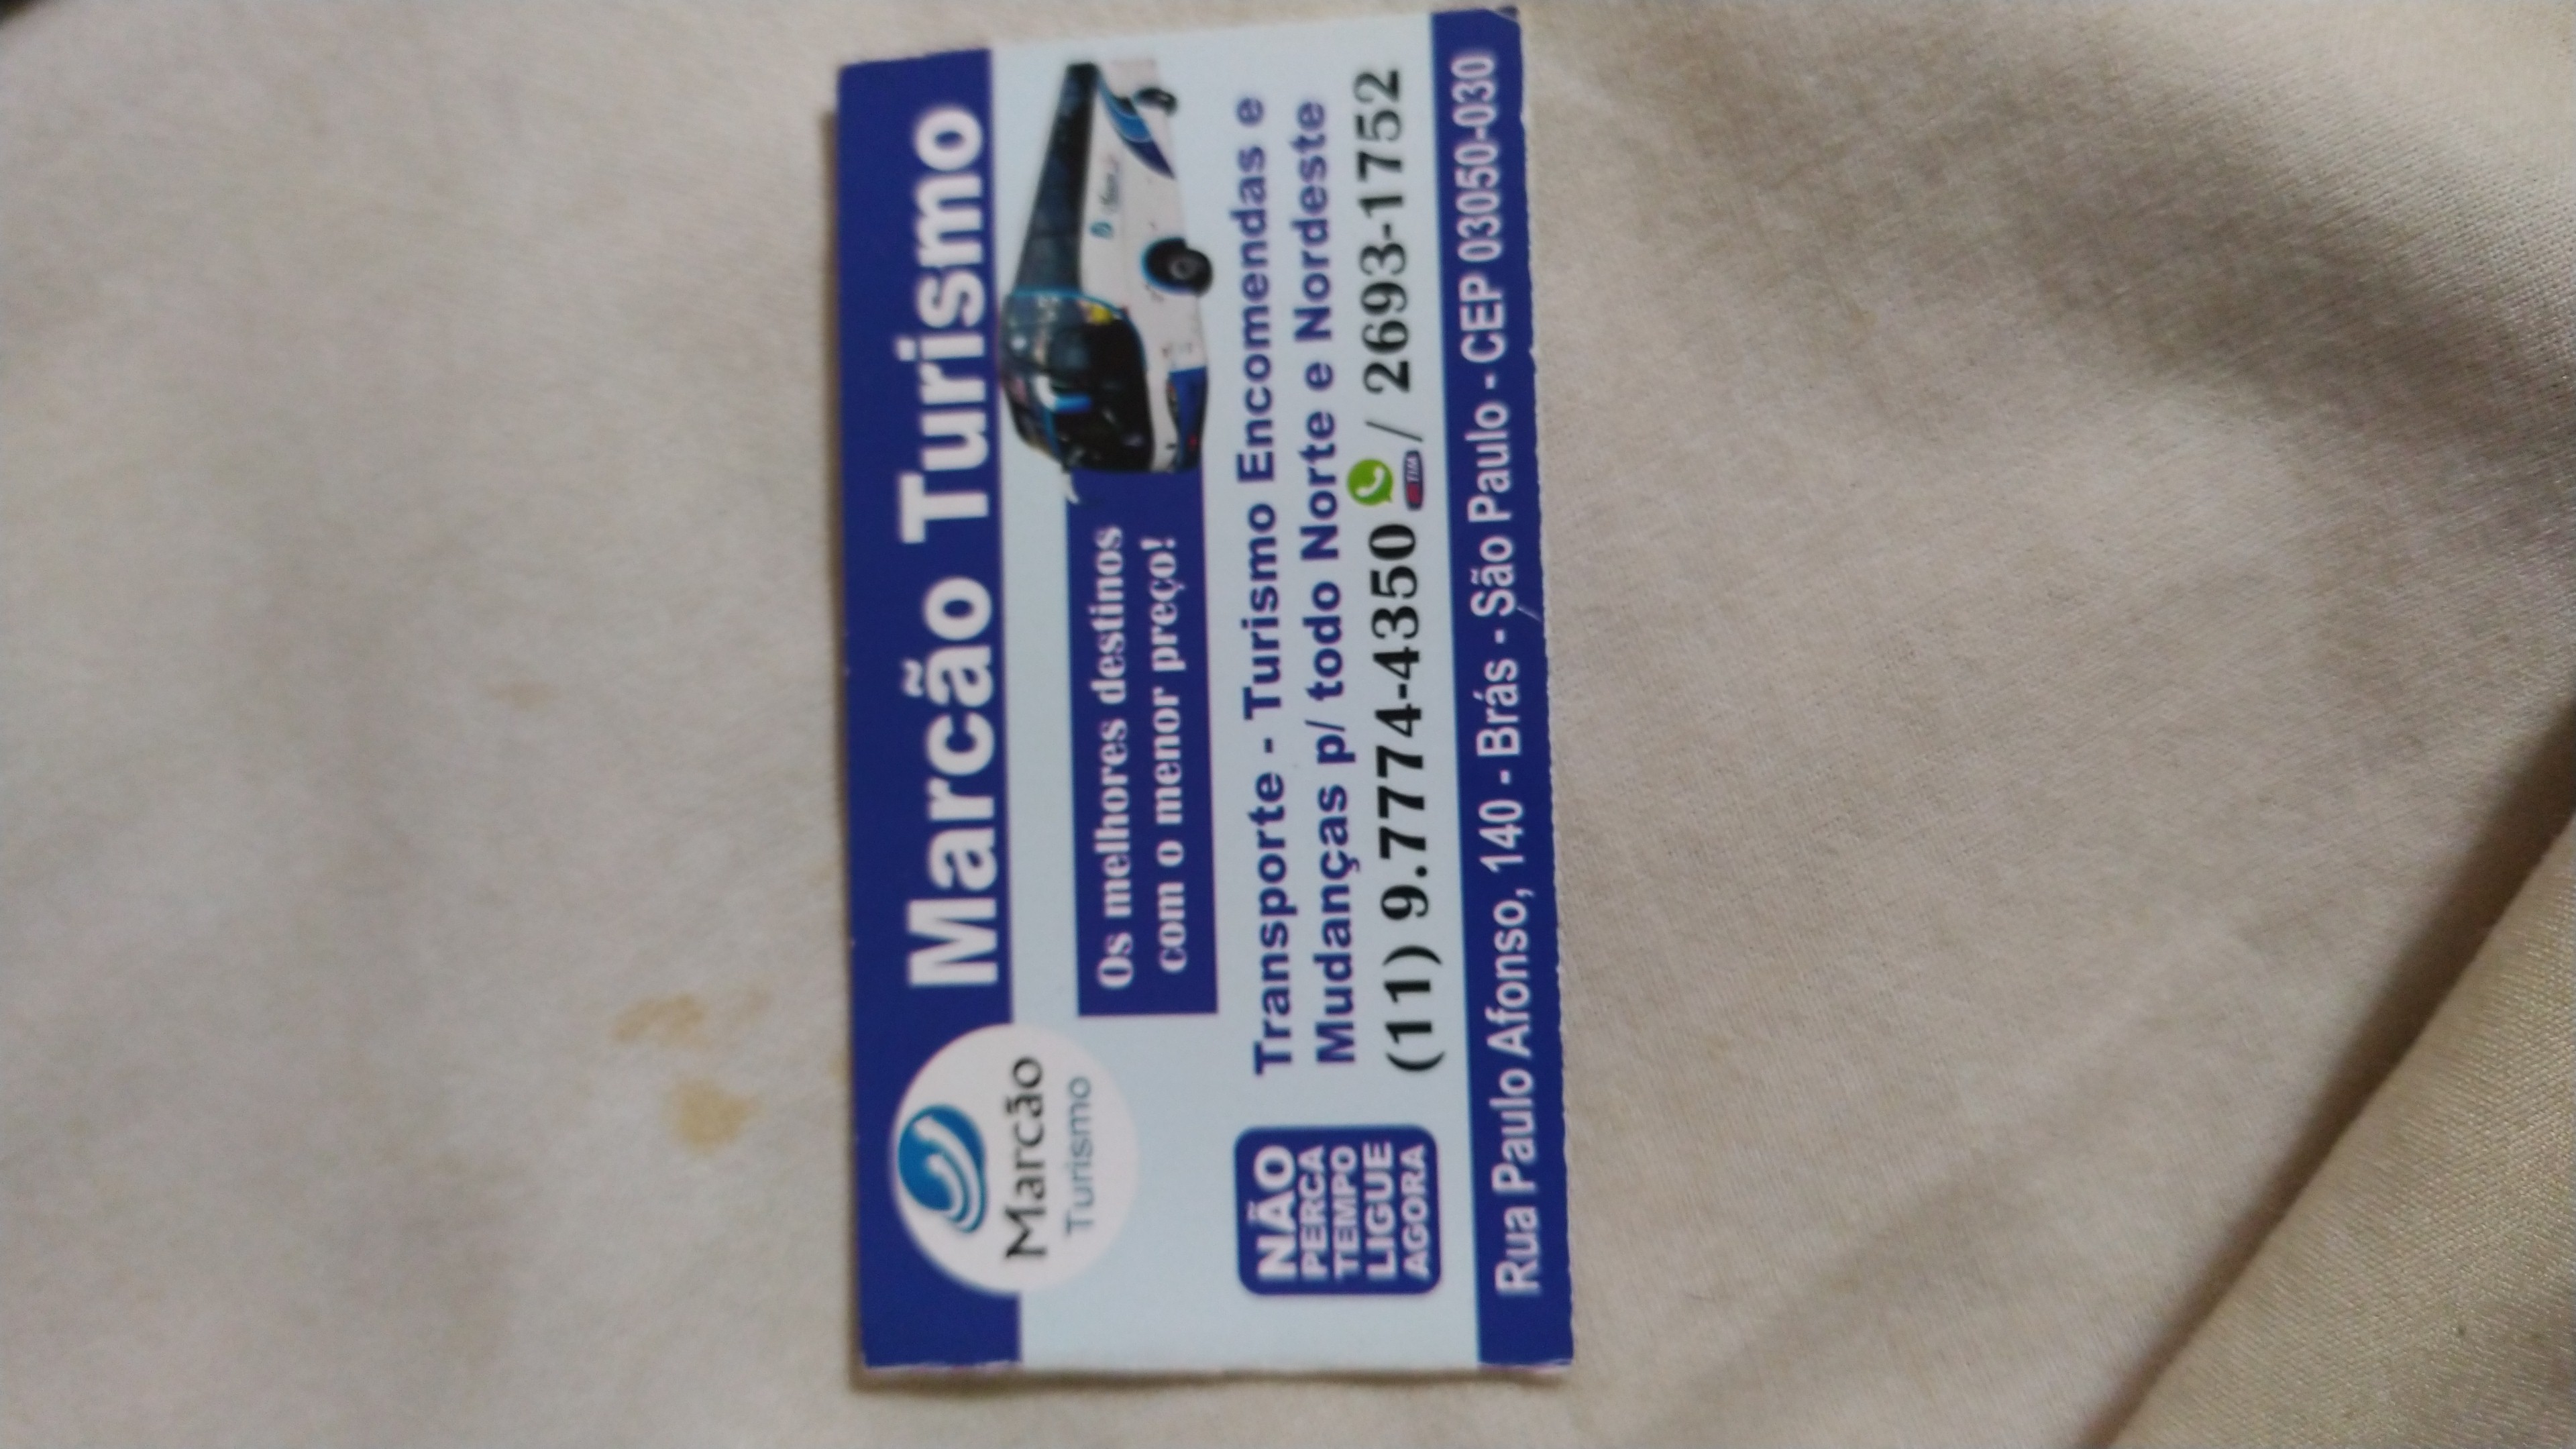 Marcão Turismo
Marcão
Turismo
Os melhores destinos
com o menor preço!
NÃO
PERCA
TEMPO
LIGUE
AGORA
Transporte - Turismo Encomendas e
Mudanças p/ todo Norte e Nordeste
(11) 9.7774-4350 TIM / 2693-1752
Rua Paulo Afonso, 140 - Brás - São Paulo - CEP 03050-030